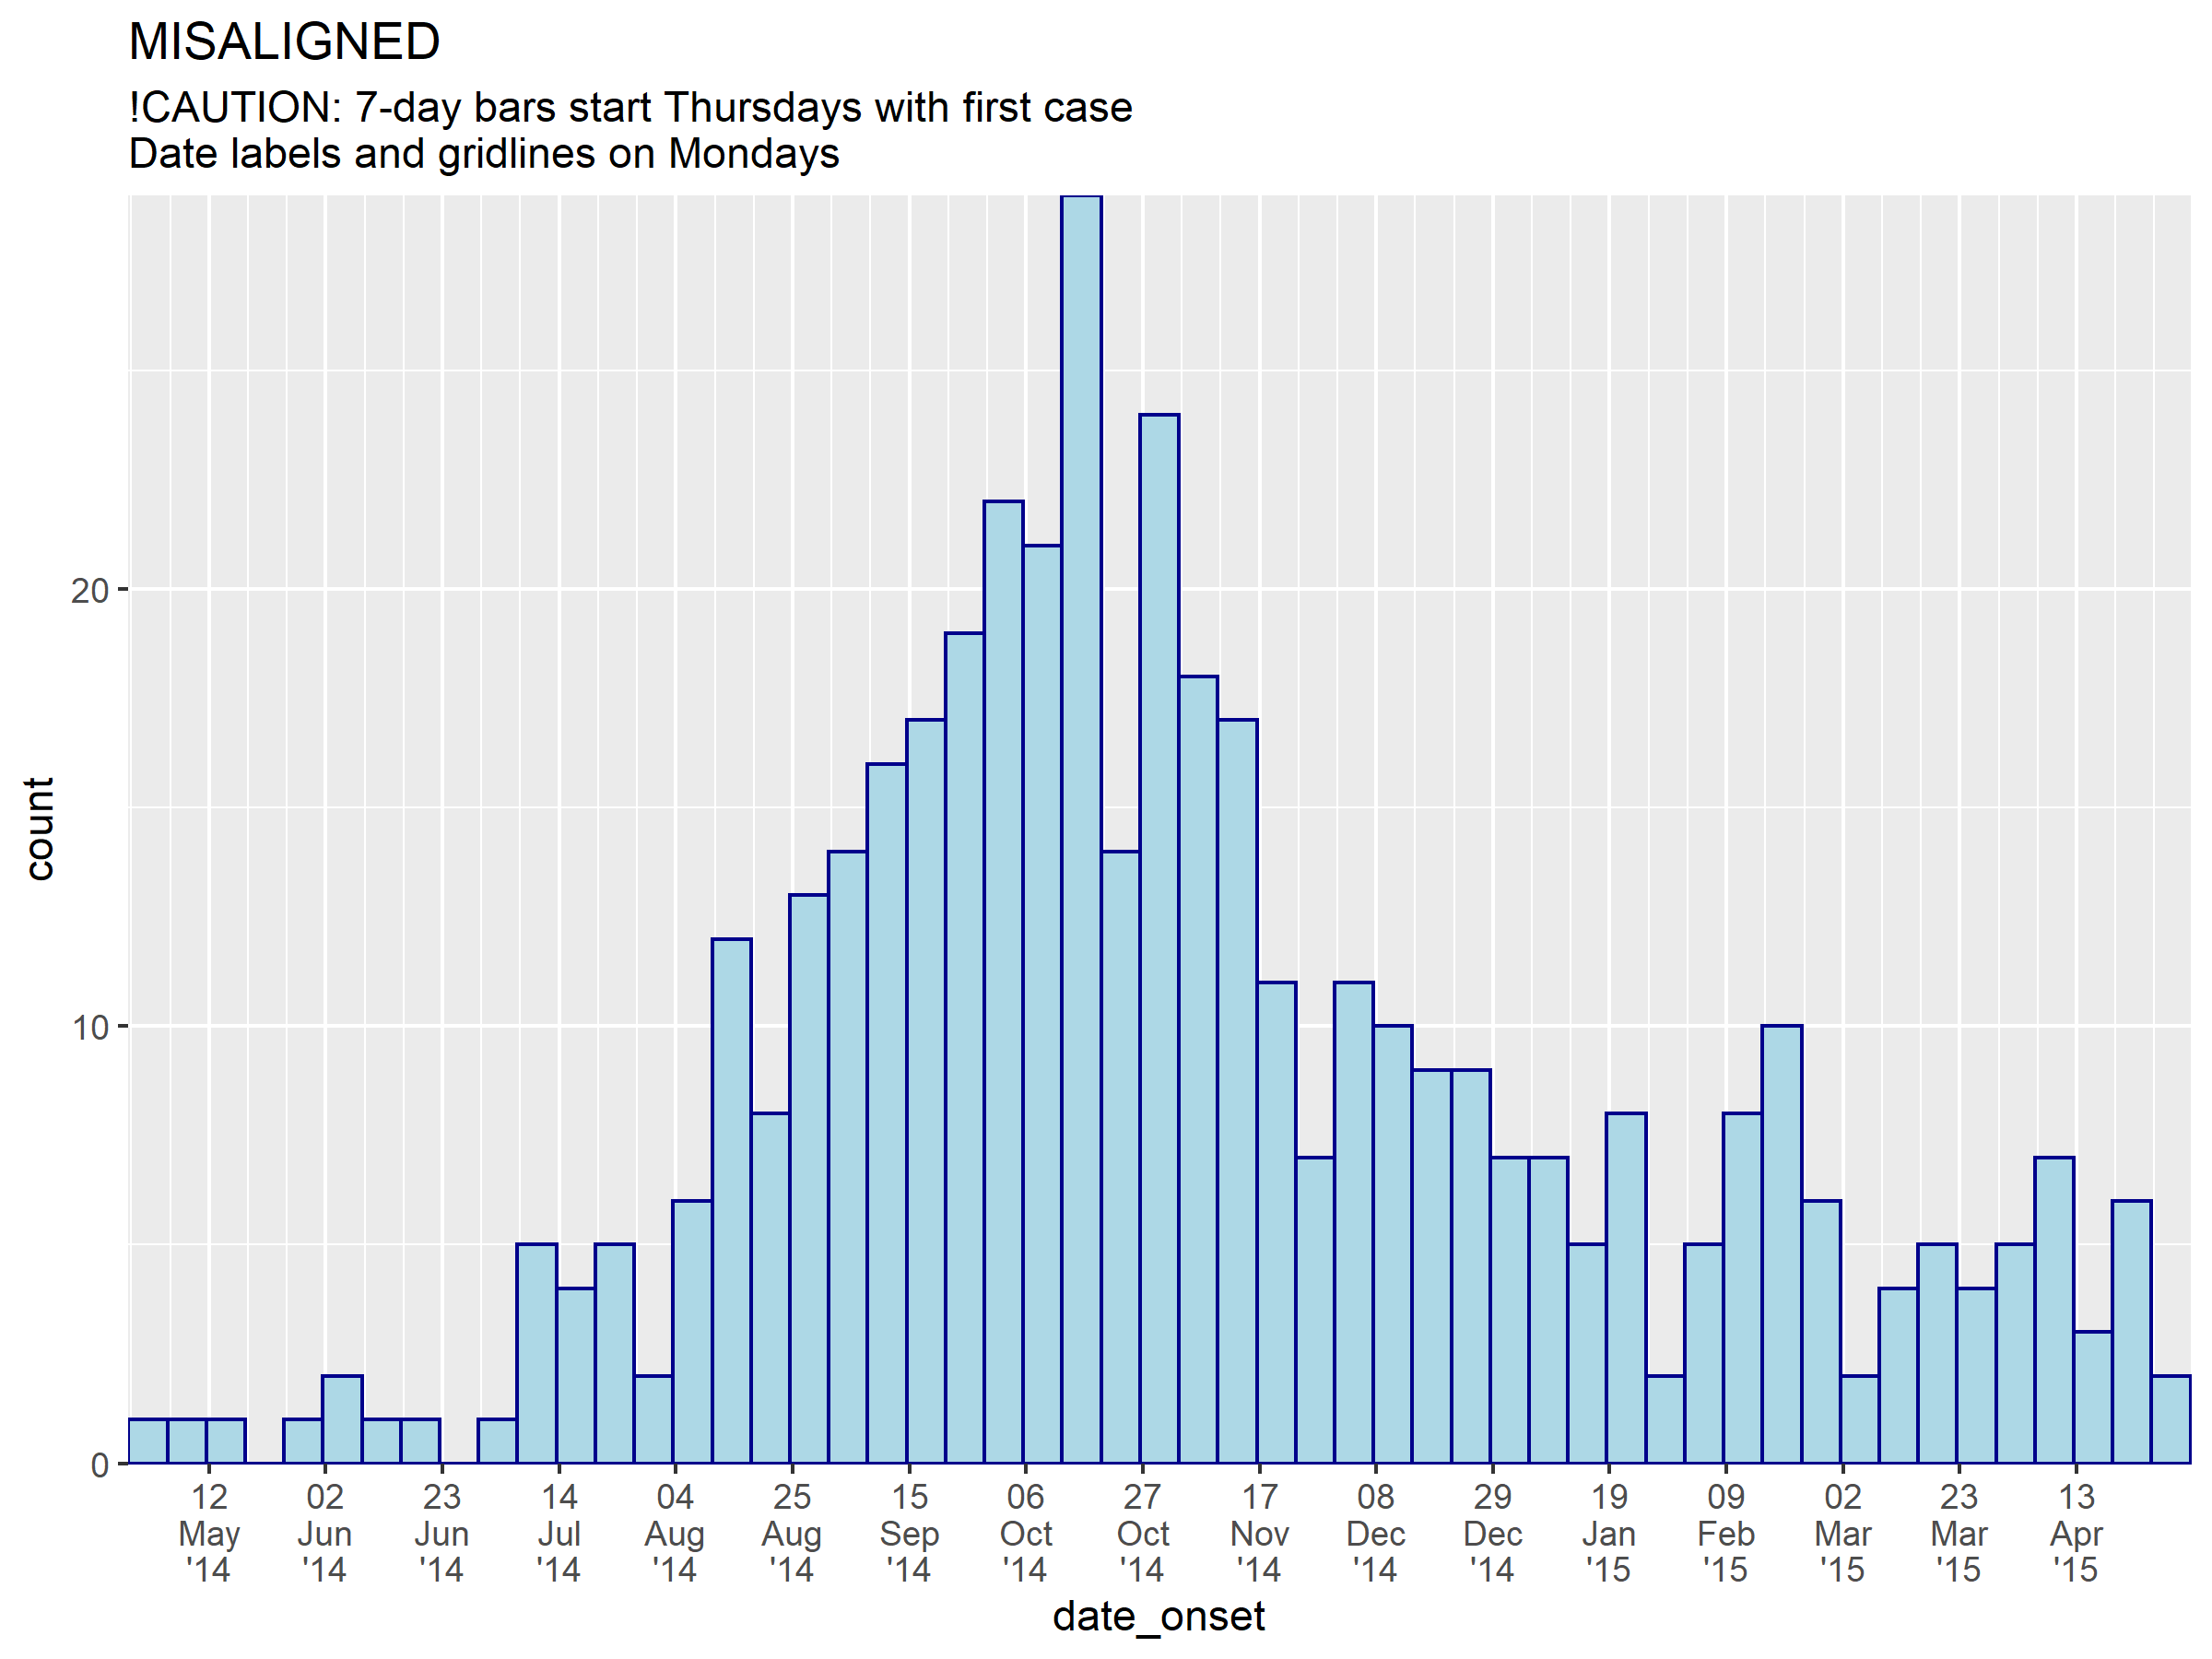 MISALIGNED
!CAUTION: 7-day bars start Thursdays with first case
Date labels and gridlines on Mondays
count
20
10
0
12 May '14
02 Jun '14
23 Jun '14
14 Jul '14
04 Aug '14
25 Aug '14
15 Sep '14
06 Oct '14
27 Oct '14
17 Nov '14
08 Dec '14
29 Dec '14
19 Jan '15
09 Feb '15
02 Mar '15
23 Mar '15
13 Apr '15
date_onset